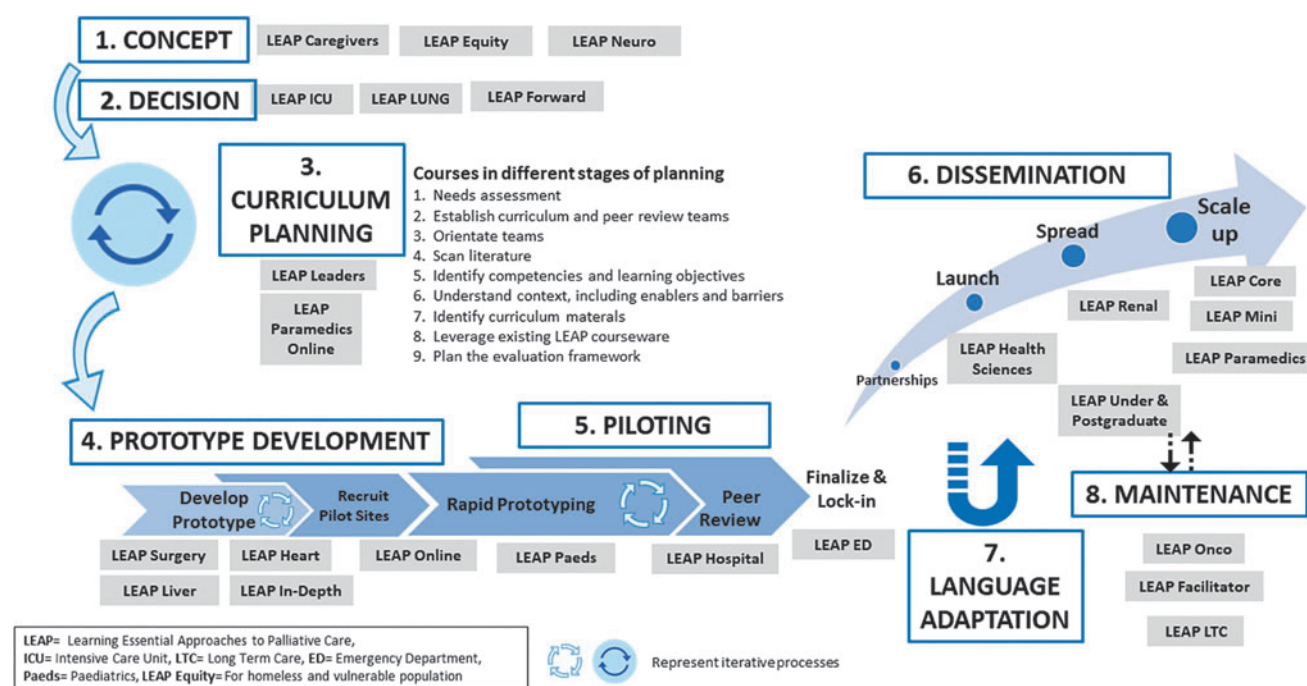 1. CONCEPT
LEAP Caregivers
LEAP Equity
LEAP Neuro
2. DECISION
LEAP ICU
LEAP LUNG
LEAP Forward
3.
CURRICULUM
PLANNING
LEAP Leaders
LEAP
Paramedics
Online
Courses in different stages of planning
1. Needs assessment
2. Establish curriculum and peer review teams
3. Orientate teams
4. Scan literature
5. Identify competencies and learning objectives
6. Understand context, including enablers and barriers
7. Identify curriculum materals
8. Leverage existing LEAP courseware
9. Plan the evaluation framework
4. PROTOTYPE DEVELOPMENT
5. PILOTING
Develop
Prototype
Recruit
Pilot Sites
Rapid Prototyping
Peer
Review
Finalize &
Lock-in
LEAP Surgery
LEAP Heart
LEAP Online
LEAP Paeds
LEAP Hospital
LEAP ED
LEAP Liver
LEAP In-Depth
6. DISSEMINATION
Partnerships
Launch
Spread
Scale
up
LEAP Health
Sciences
LEAP Renal
LEAP Under &
Postgraduate
LEAP Core
LEAP Mini
LEAP Paramedics
7.
LANGUAGE
ADAPTATION
8. MAINTENANCE
LEAP Onco
LEAP Facilitator
LEAP LTC
LEAP= Learning Essential Approaches to Palliative Care,
ICU= Intensive Care Unit, LTC= Long Term Care, ED= Emergency Department,
Paeds= Paediatrics, LEAP Equity=For homeless and vulnerable population
Represent iterative processes